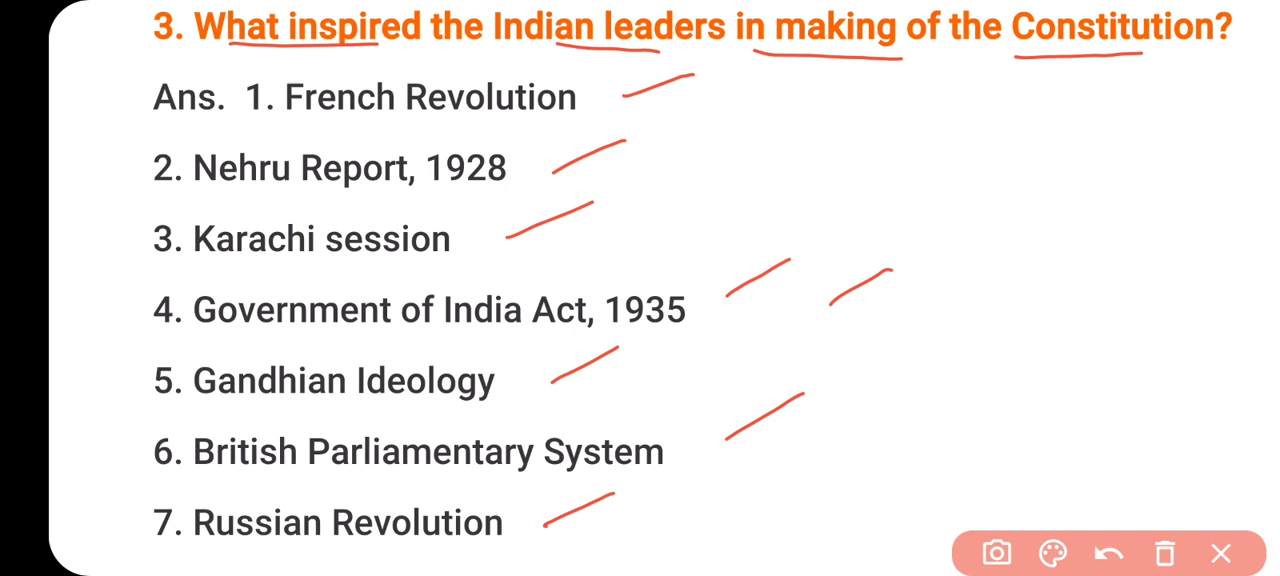 3. What inspired the Indian leaders in making of the Constitution?
Ans. 1. French Revolution
2. Nehru Report, 1928
3. Karachi session
4. Government of India Act, 1935
5. Gandhian Ideology
6. British Parliamentary System
7. Russian Revolution